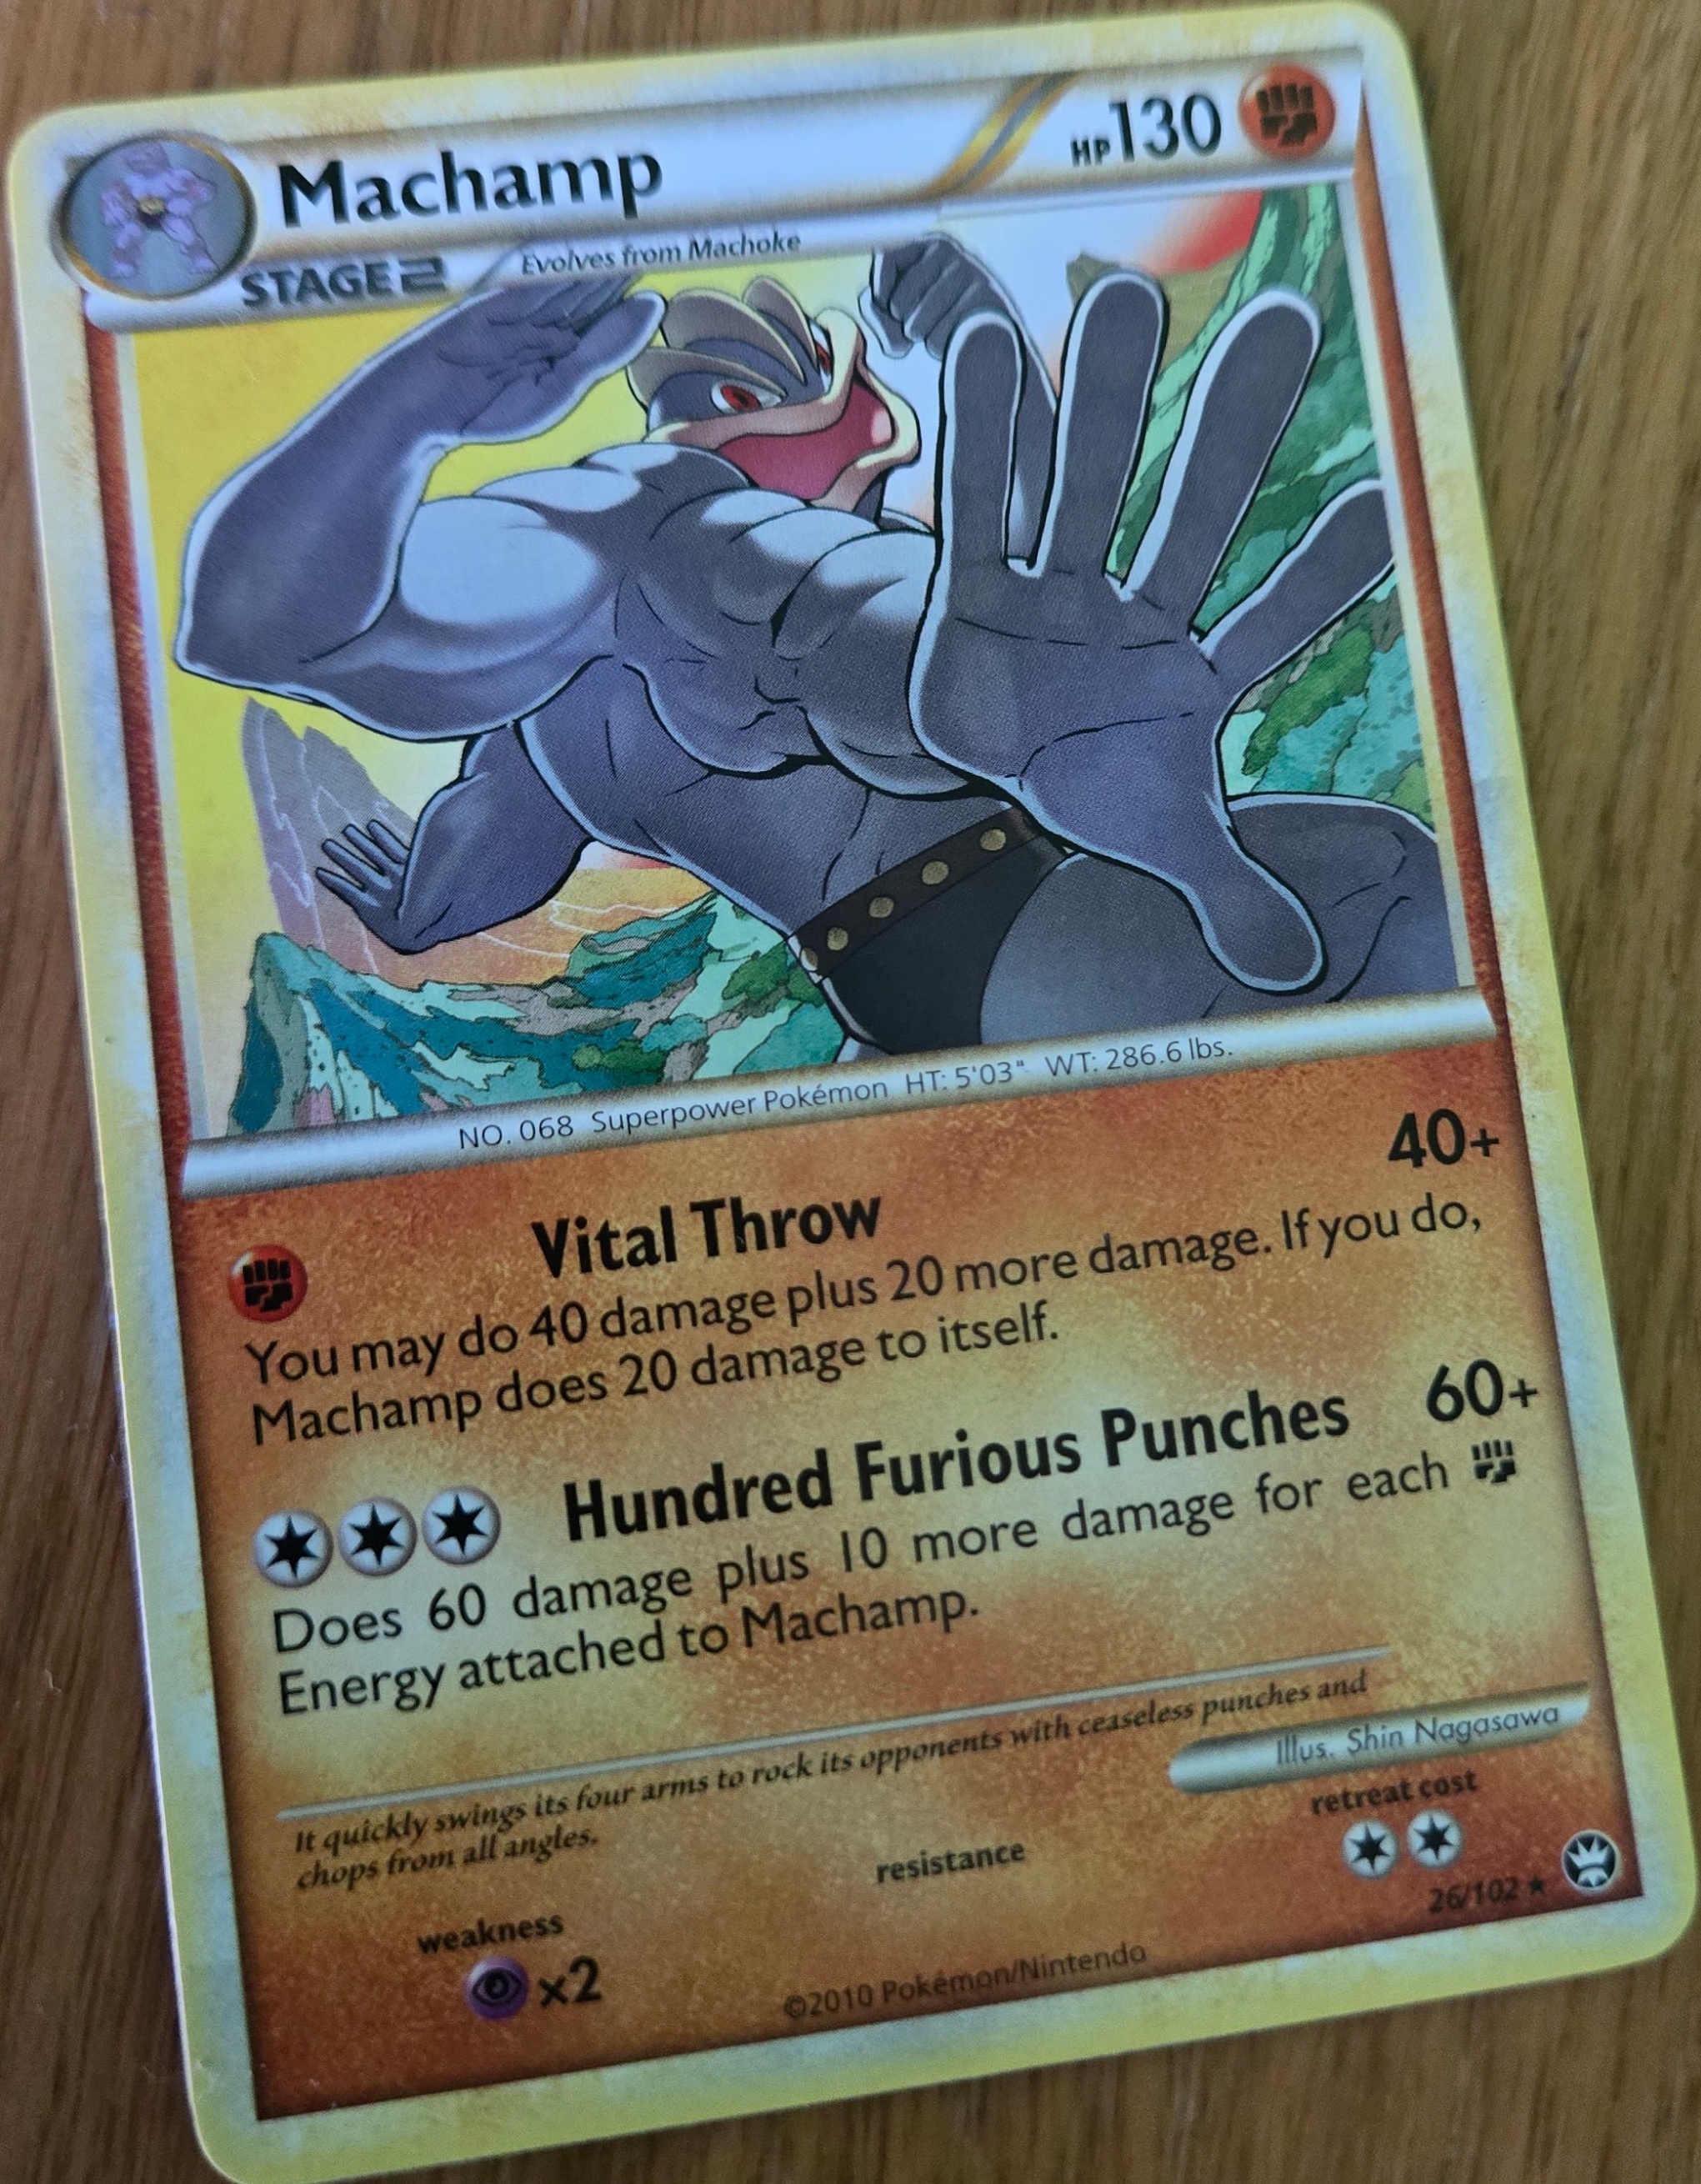 Machamp
HP130
STAGE2
Evolves from Machoke
NO. 068 Superpower Pokémon HT: 5'03" WT: 286.6 lbs.
Vital Throw 40+
You may do 40 damage plus 20 more damage. If you do,
Machamp does 20 damage to itself.
Hundred Furious Punches 60+
Does 60 damage plus 10 more damage for each
Energy attached to Machamp.
It quickly swings its four arms to rock its opponents with ceaseless punches and
chops from all angles.
Illus. Shin Nagasawa
weakness
x2
resistance
retreat cost
26/102 ★
©2010 Pokémon/Nintendo